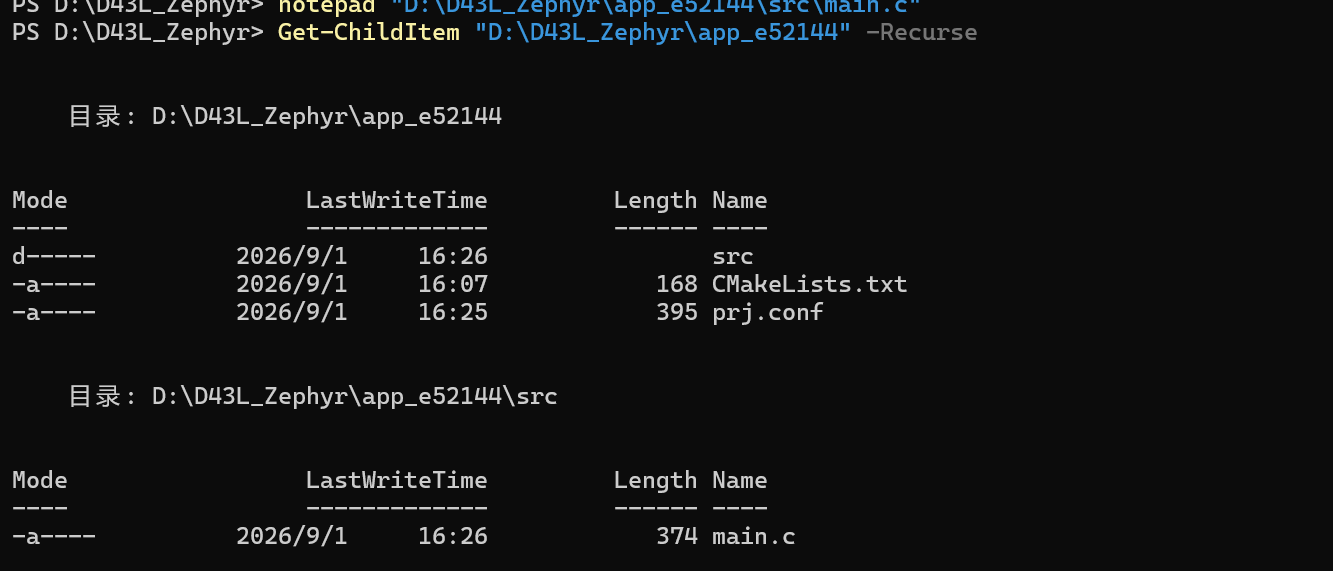 PS D:\D43L_Zephyr> notepad "D:\D43L_Zephyr\app_e52144\src\main.c"
PS D:\D43L_Zephyr> Get-ChildItem "D:\D43L_Zephyr\app_e52144" -Recurse
目录: D:\D43L_Zephyr\app_e52144
Mode LastWriteTime Length Name
---- ------------- ------ ----
d----- 2026/9/1 16:26 src
-a---- 2026/9/1 16:07 168 CMakeLists.txt
-a---- 2026/9/1 16:25 395 prj.conf
目录: D:\D43L_Zephyr\app_e52144\src
Mode LastWriteTime Length Name
---- ------------- ------ ----
-a---- 2026/9/1 16:26 374 main.c